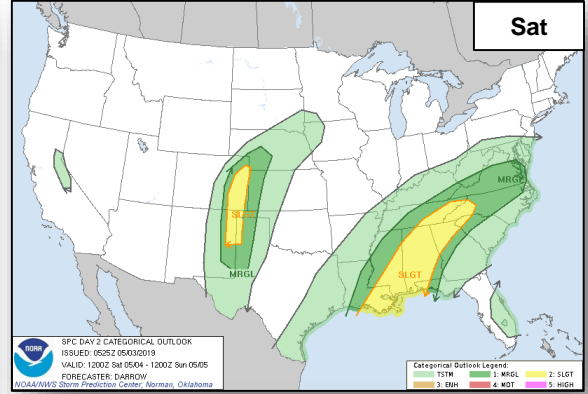 Sat
MRGL
SLGT
MRGL
SLGT
NOAA
SPC DAY 2 CATEGORICAL OUTLOOK
ISSUED: 0525Z 05/03/2019
VALID: 1200Z Sat 05/04 - 1200Z Sun 05/05
FORECASTER: DARROW
NOAA/NWS Storm Prediction Center, Norman, Oklahoma
Categorical Outlook Legend:
TSTM 1: MRGL 2: SLGT
3: ENH 4: MDT 5: HIGH